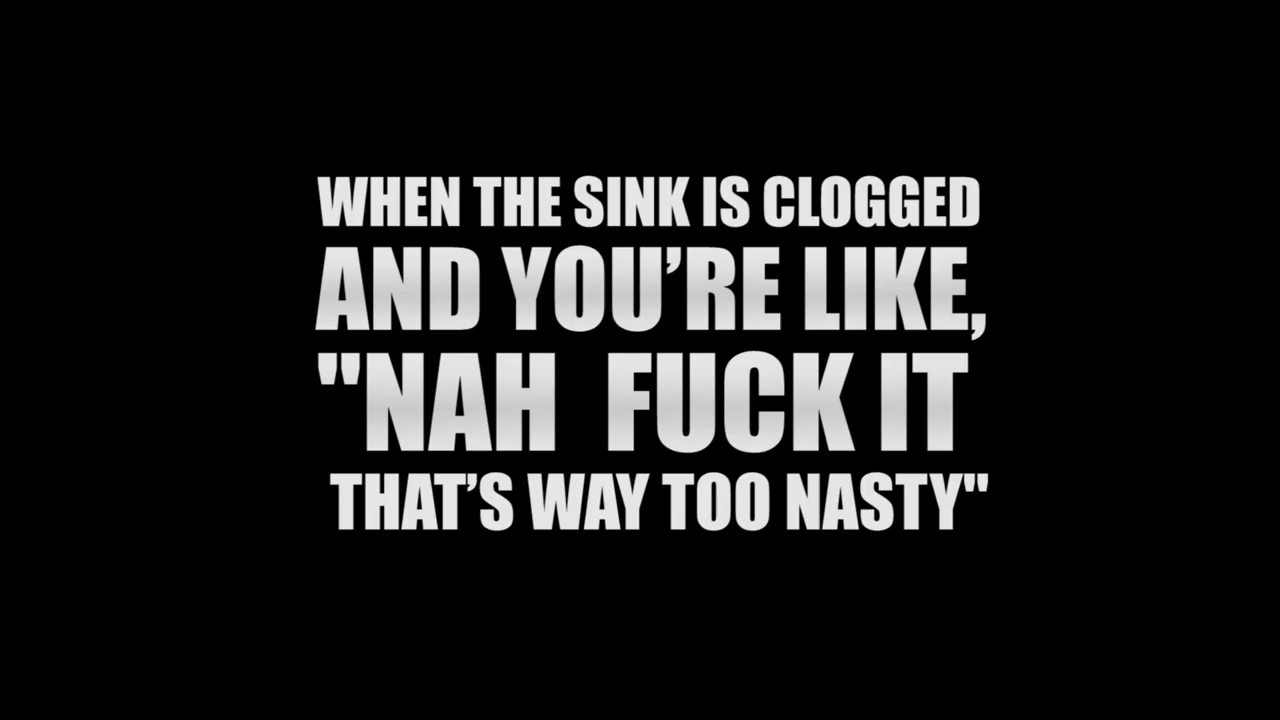 WHEN THE SINK IS CLOGGED
AND YOU’RE LIKE,
"NAH  FUCK IT
THAT’S WAY TOO NASTY"